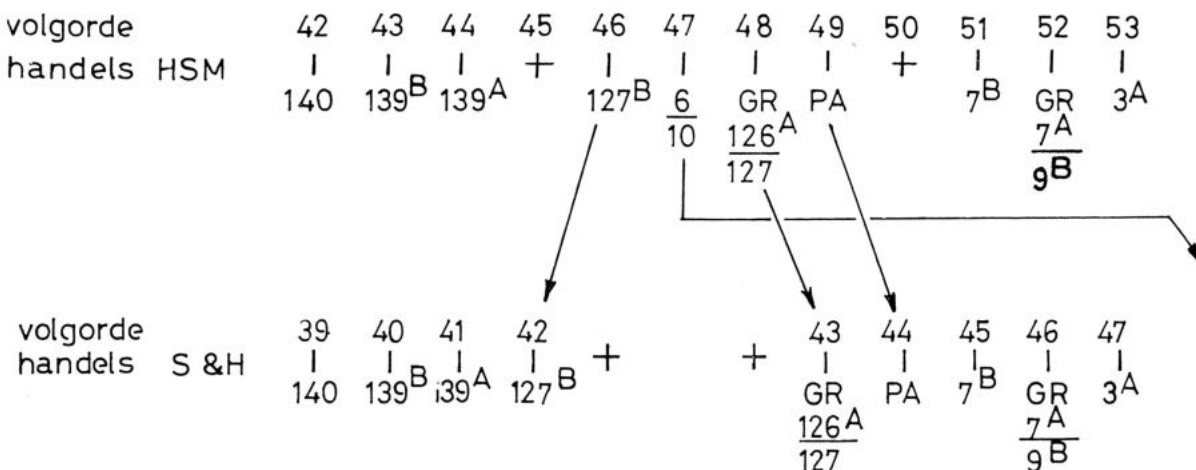 volgorde 42 43 44 45 46 47 48 49 50 51 52 53
handels HSM + +
140 139B 139A 127B 6 GR PA 7B GR 3A
10 126A 7A
127 9B
volgorde 39 40 41 42 43 44 45 46 47
handels S &H + +
140 139B 139A 127B GR PA 7B GR 3A
126A 7A
127 9B